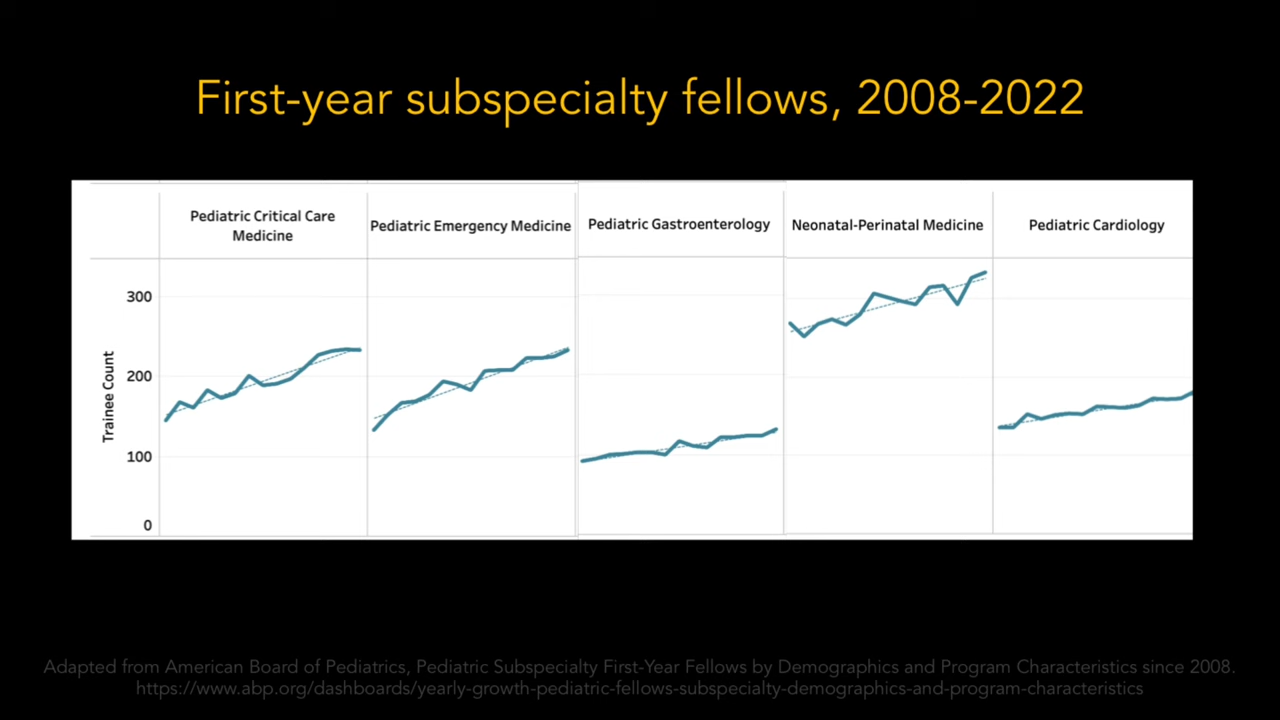 First-year subspecialty fellows, 2008-2022
Pediatric Critical Care
Medicine
Pediatric Emergency Medicine
Pediatric Gastroenterology
Neonatal-Perinatal Medicine
Pediatric Cardiology
Trainee Count
300
200
100
0
Adapted from American Board of Pediatrics, Pediatric Subspecialty First-Year Fellows by Demographics and Program Characteristics since 2008.
https://www.abp.org/dashboards/yearly-growth-pediatric-fellows-subspecialty-demographics-and-program-characteristics